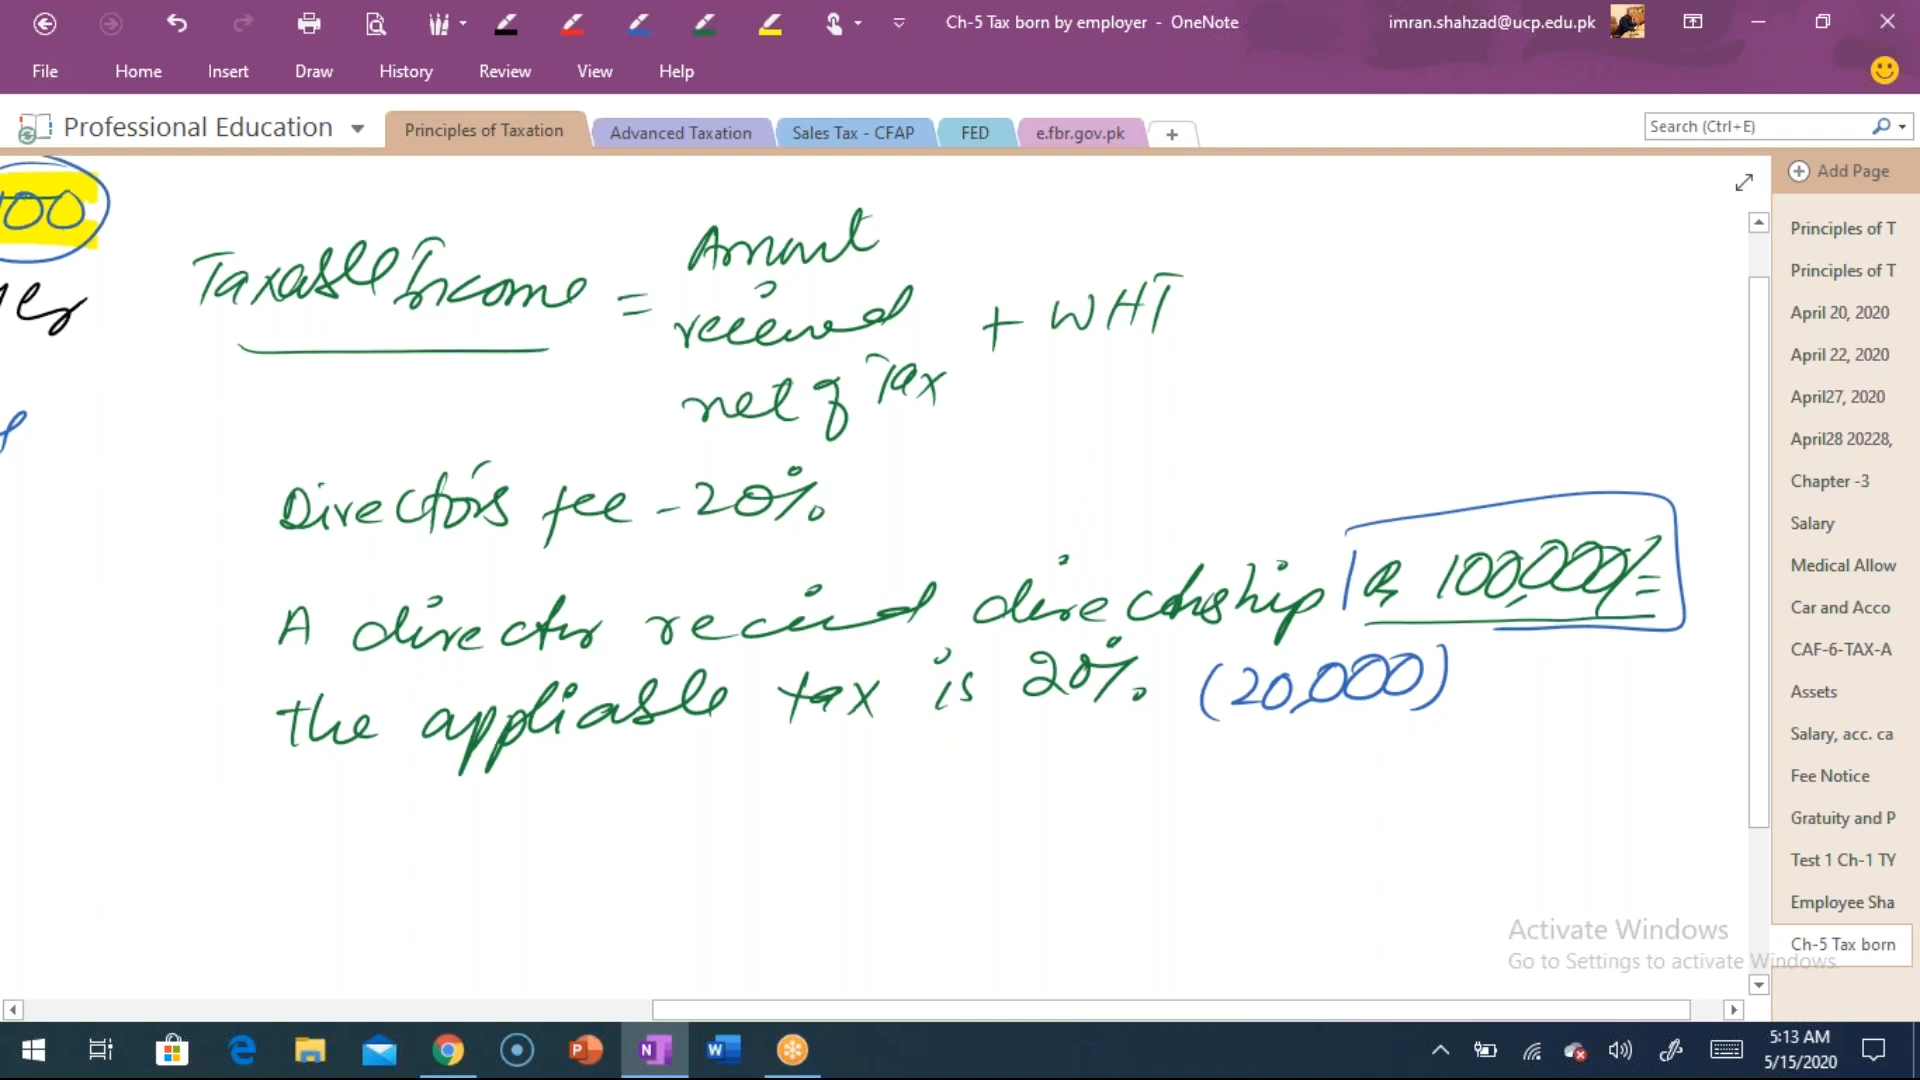 Ch-5 Tax born by employer - OneNote
imran.shahzad@ucp.edu.pk
File Home Insert Draw History Review View Help
Professional Education
Principles of Taxation
Advanced Taxation
Sales Tax - CFAP
FED
e.fbr.gov.pk
Search (Ctrl+E)
Add Page
Principles of T
Principles of T
April 20, 2020
April 22, 2020
April27, 2020
April28 20228,
Chapter -3
Salary
Medical Allow
Car and Acco
CAF-6-TAX-A
Assets
Salary, acc. ca
Fee Notice
Gratuity and P
Test 1 Ch-1 TY
Employee Sha
Ch-5 Tax born
00
Taxable Income = Amount received net of Tax + WHT
Director's fee - 20%.
A director received directorship Rs 100,000/=
the appliable tax is 20%. (20,000)
Activate Windows
Go to Settings to activate Windows.
5:13 AM
5/15/2020